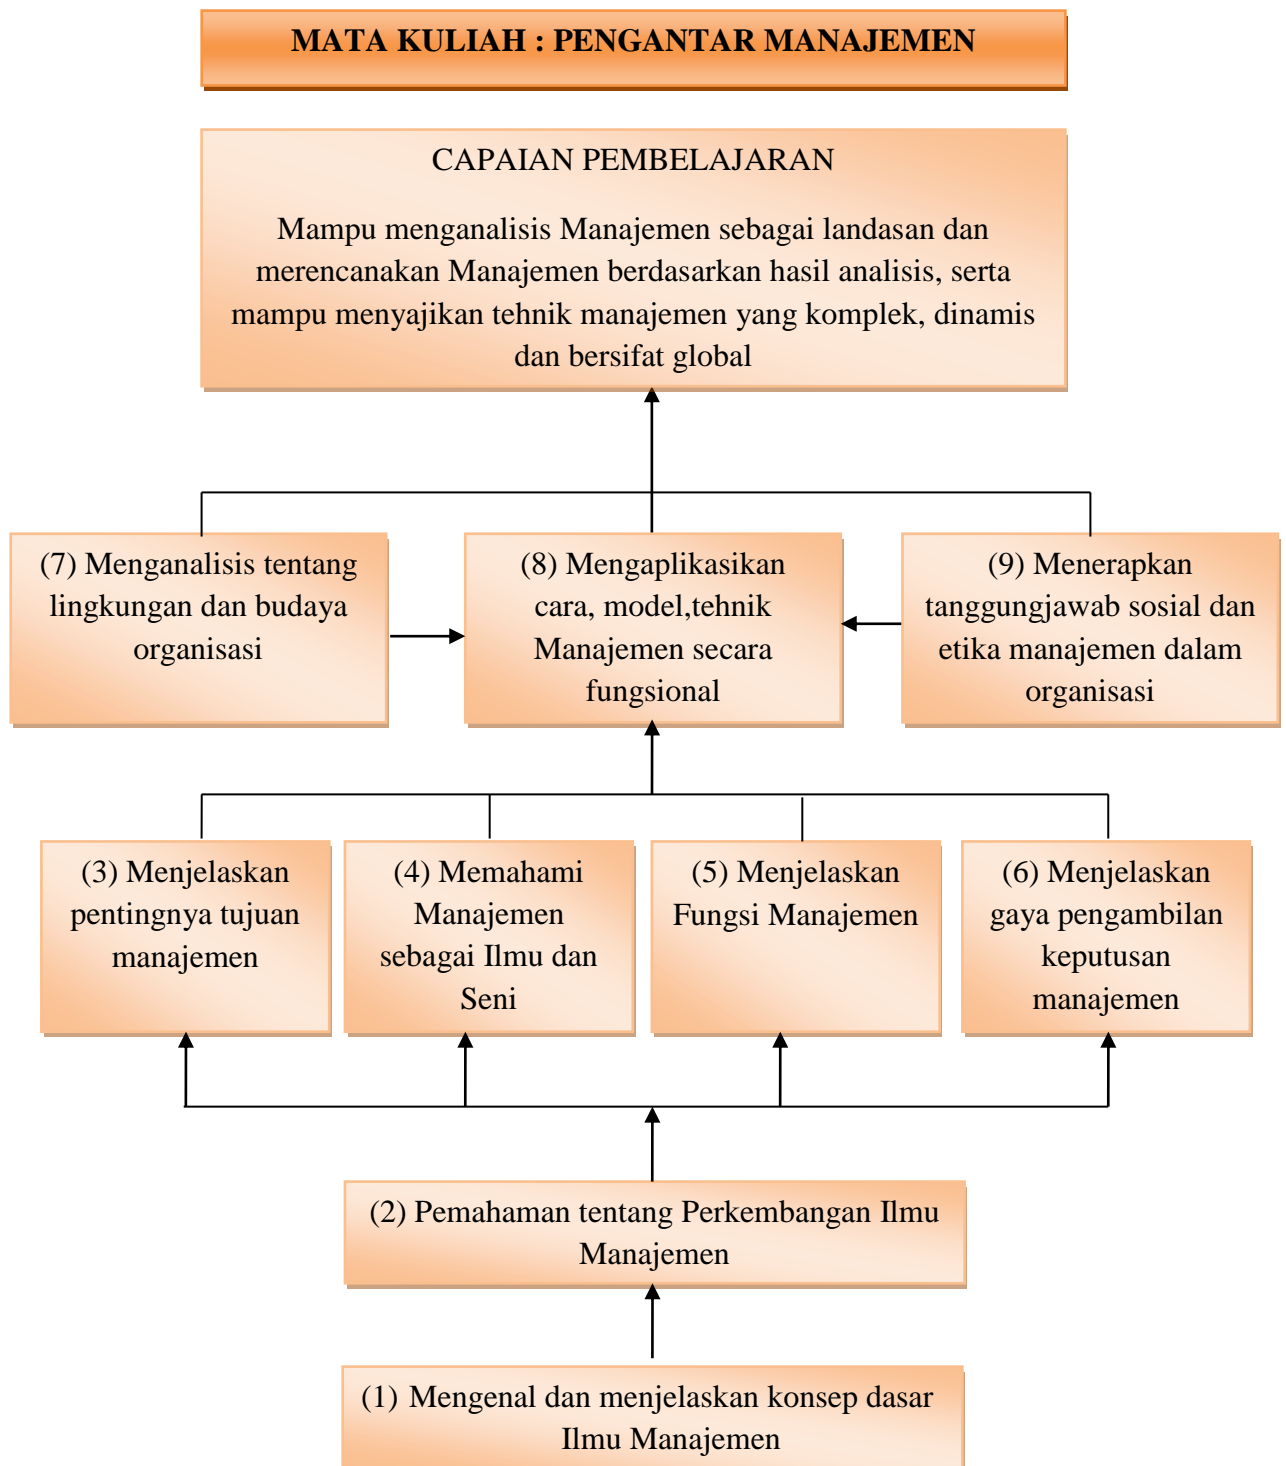 MATA KULIAH : PENGANTAR MANAJEMEN
CAPAIAN PEMBELAJARAN
Mampu menganalisis Manajemen sebagai landasan dan
merencanakan Manajemen berdasarkan hasil analisis, serta
mampu menyajikan tehnik manajemen yang komplek, dinamis
dan bersifat global
(7) Menganalisis tentang
lingkungan dan budaya
organisasi
(8) Mengaplikasikan
cara, model,tehnik
Manajemen secara
fungsional
(9) Menerapkan
tanggungjawab sosial dan
etika manajemen dalam
organisasi
(3) Menjelaskan
pentingnya tujuan
manajemen
(4) Memahami
Manajemen
sebagai Ilmu dan
Seni
(5) Menjelaskan
Fungsi Manajemen
(6) Menjelaskan
gaya pengambilan
keputusan
manajemen
(2) Pemahaman tentang Perkembangan Ilmu
Manajemen
(1) Mengenal dan menjelaskan konsep dasar
Ilmu Manajemen